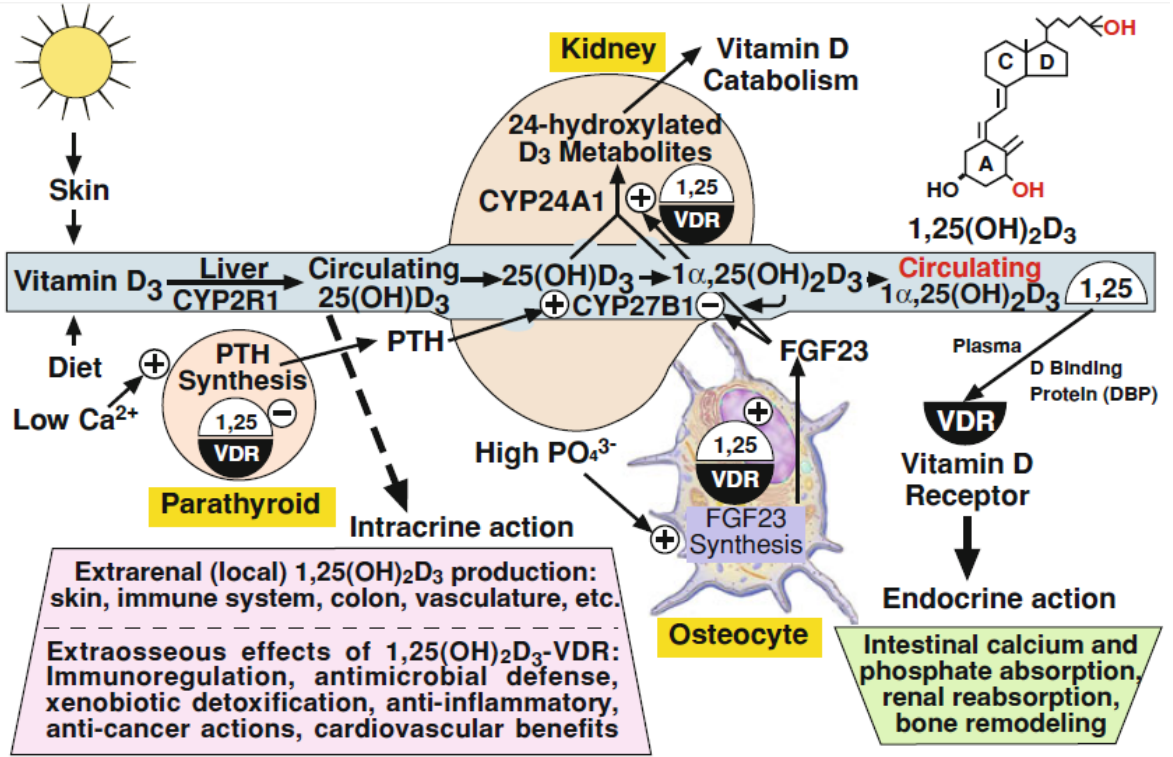 Kidney
Vitamin D
Catabolism
24-hydroxylated
D3 Metabolites
CYP24A1
+
1,25
VDR
OH
C
D
A
HO
OH
1,25(OH)2D3
Skin
Vitamin D3
Liver
CYP2R1
Circulating
25(OH)D3
25(OH)D3
1α,25(OH)2D3
+
CYP27B1
−
Circulating
1α,25(OH)2D3
1,25
Diet
Low Ca2+
+
PTH
Synthesis
1,25
−
VDR
Parathyroid
PTH
FGF23
Plasma
D Binding
Protein (DBP)
VDR
Vitamin D
Receptor
High PO43-
+
+
1,25
VDR
FGF23
Synthesis
Osteocyte
Intracrine action
Extrarenal (local) 1,25(OH)2D3 production:
skin, immune system, colon, vasculature, etc.
Extraosseous effects of 1,25(OH)2D3-VDR:
Immunoregulation, antimicrobial defense,
xenobiotic detoxification, anti-inflammatory,
anti-cancer actions, cardiovascular benefits
Endocrine action
Intestinal calcium and
phosphate absorption,
renal reabsorption,
bone remodeling